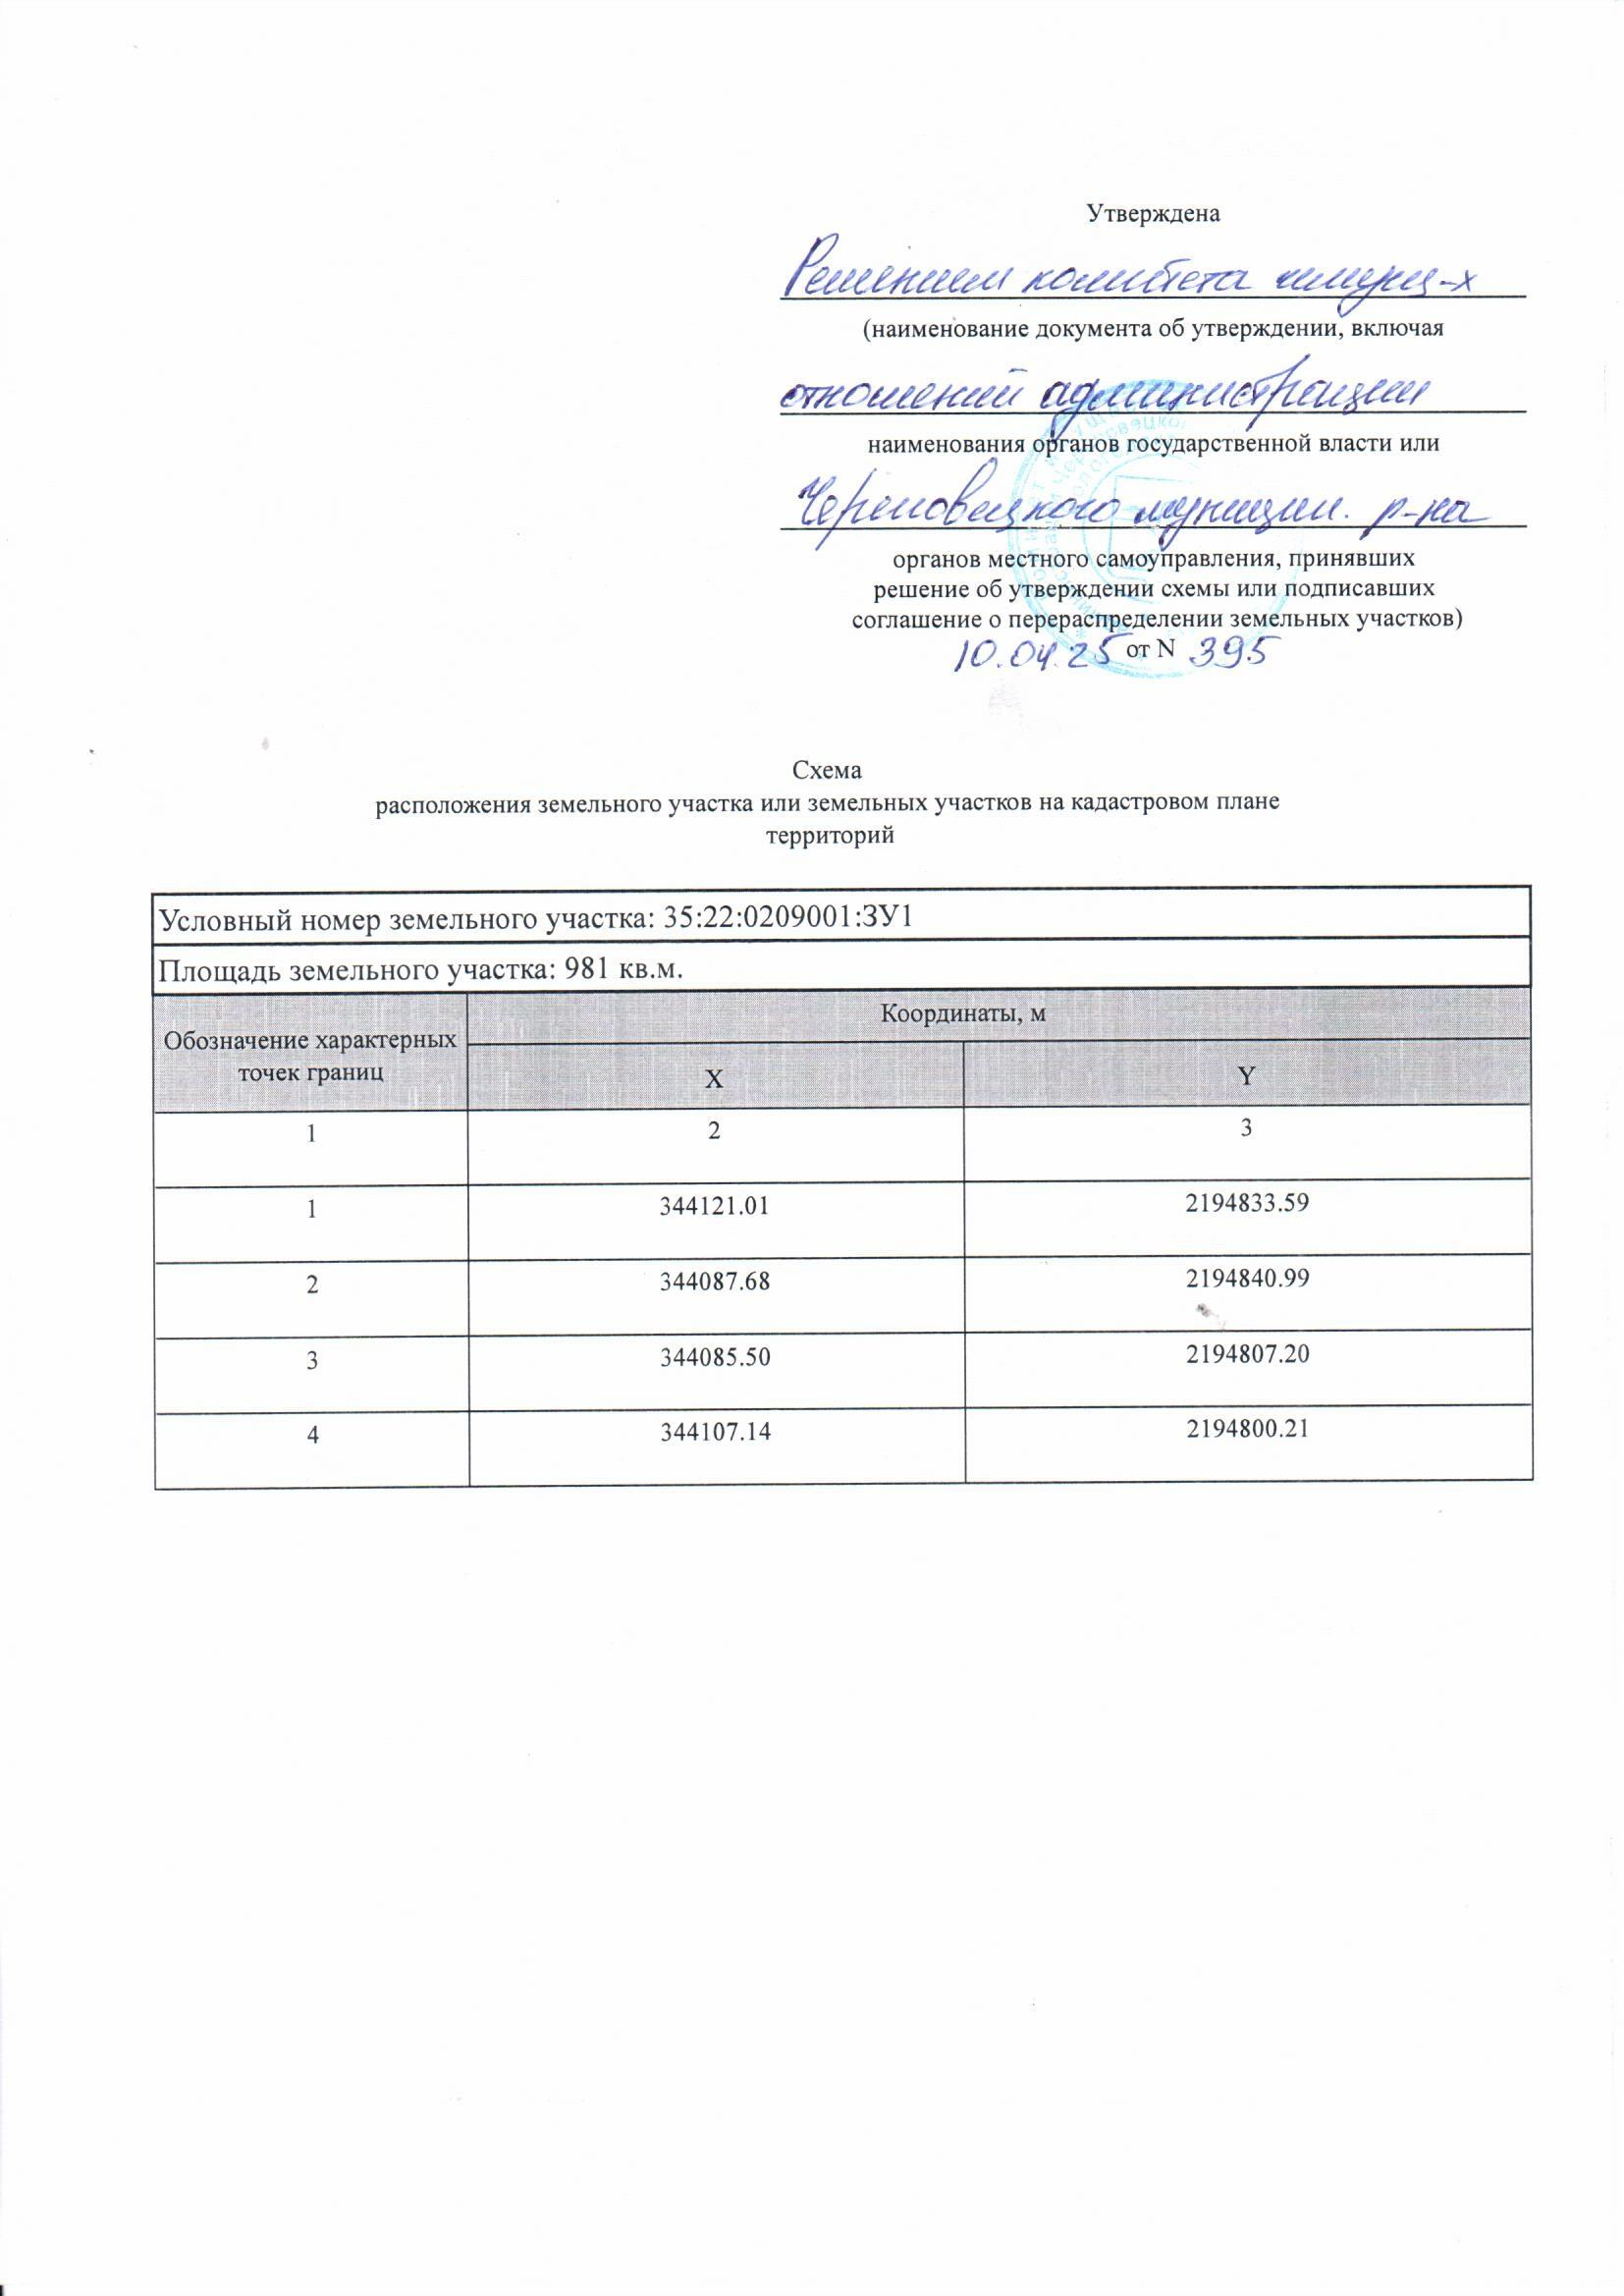 Утверждена
Решением комитета имущ-х
(наименование документа об утверждении, включая
отношений администрации
наименования органов государственной власти или
Череповецкого муницип. р-на
органов местного самоуправления, принявших
решение об утверждении схемы или подписавших
соглашение о перераспределении земельных участков)
10.04.25 от N 395
Схема
расположения земельного участка или земельных участков на кадастровом плане
территорий
Условный номер земельного участка: 35:22:0209001:ЗУ1
Площадь земельного участка: 981 кв.м.
Обозначение характерных точек границ
Координаты, м
X Y
1 2 3
1 344121.01 2194833.59
2 344087.68 2194840.99
3 344085.50 2194807.20
4 344107.14 2194800.21